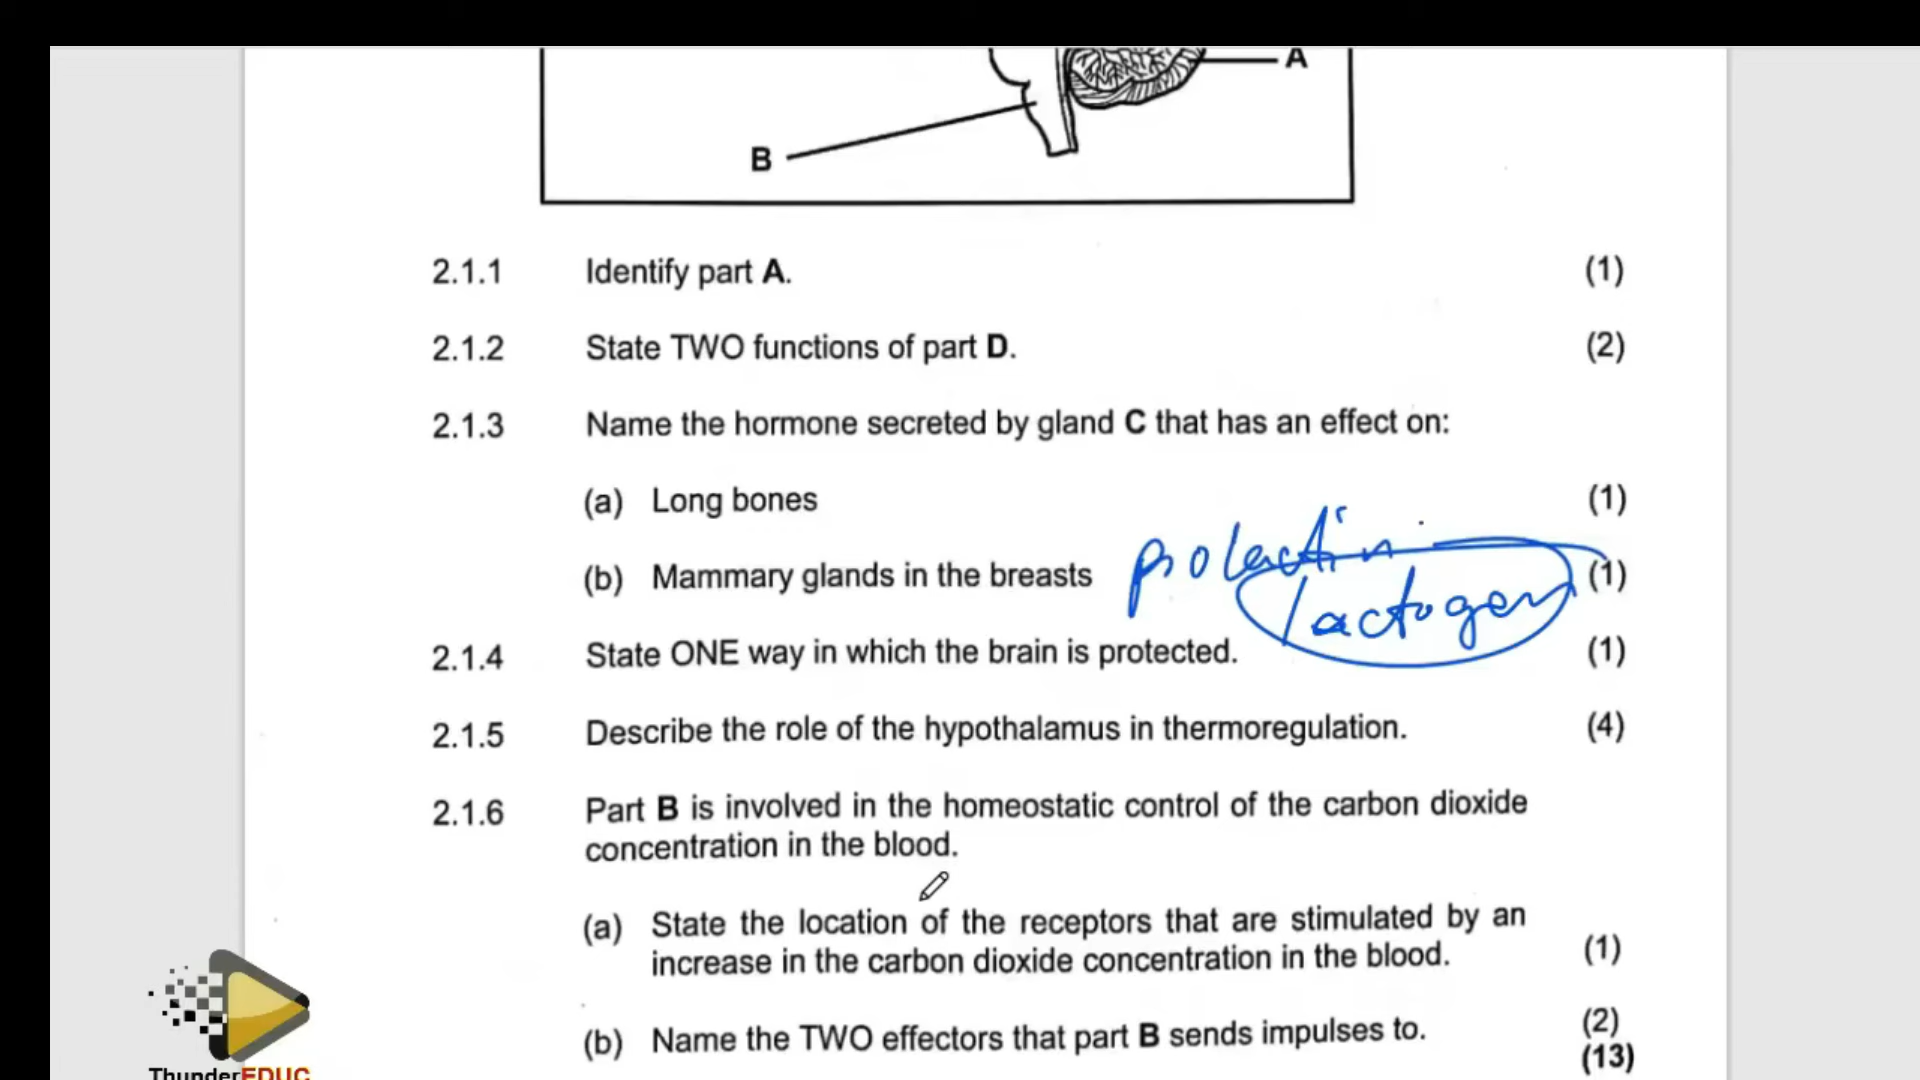 A
B
2.1.1 Identify part A. (1)
2.1.2 State TWO functions of part D. (2)
2.1.3 Name the hormone secreted by gland C that has an effect on:
(a) Long bones (1)
prolactin
(b) Mammary glands in the breasts (1)
lactogen
2.1.4 State ONE way in which the brain is protected. (1)
2.1.5 Describe the role of the hypothalamus in thermoregulation. (4)
2.1.6 Part B is involved in the homeostatic control of the carbon dioxide
concentration in the blood.
(a) State the location of the receptors that are stimulated by an
increase in the carbon dioxide concentration in the blood. (1)
(b) Name the TWO effectors that part B sends impulses to. (2)
(13)
ThunderEDUC